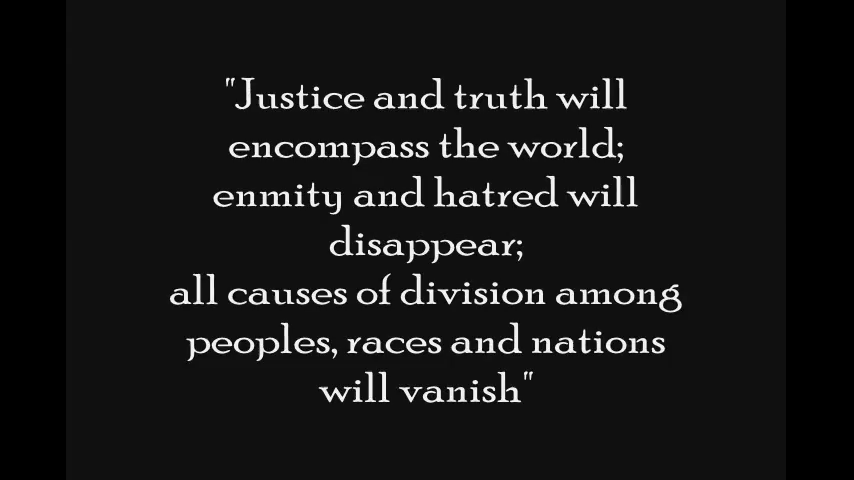 "Justice and truth will
encompass the world;
enmity and hatred will
disappear;
all causes of division among
peoples, races and nations
will vanish"